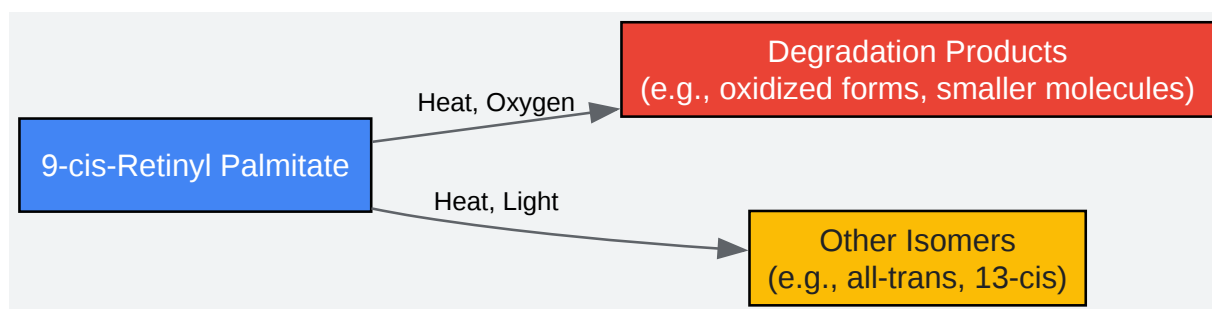 Degradation Products
(e.g., oxidized forms, smaller molecules)
Heat, Oxygen
9-cis-Retinyl Palmitate
Heat, Light
Other Isomers
(e.g., all-trans, 13-cis)